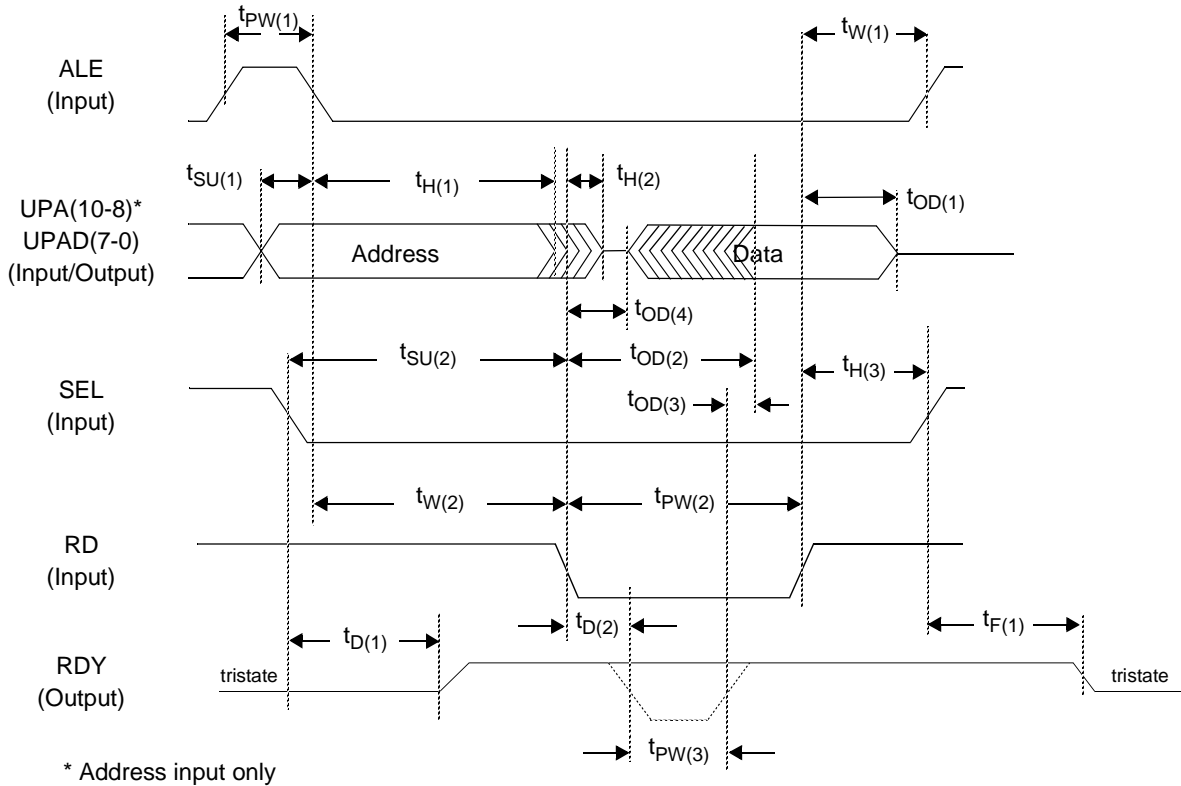 tPW(1)
tW(1)
ALE
(Input)
tSU(1)
tH(1)
tH(2)
tOD(1)
UPA(10-8)*
UPAD(7-0)
(Input/Output)
Address
Data
tOD(4)
tSU(2)
tOD(2)
tH(3)
SEL
(Input)
tOD(3)
tW(2)
tPW(2)
RD
(Input)
tD(2)
tF(1)
tD(1)
RDY
(Output)
tristate
tristate
tPW(3)
* Address input only